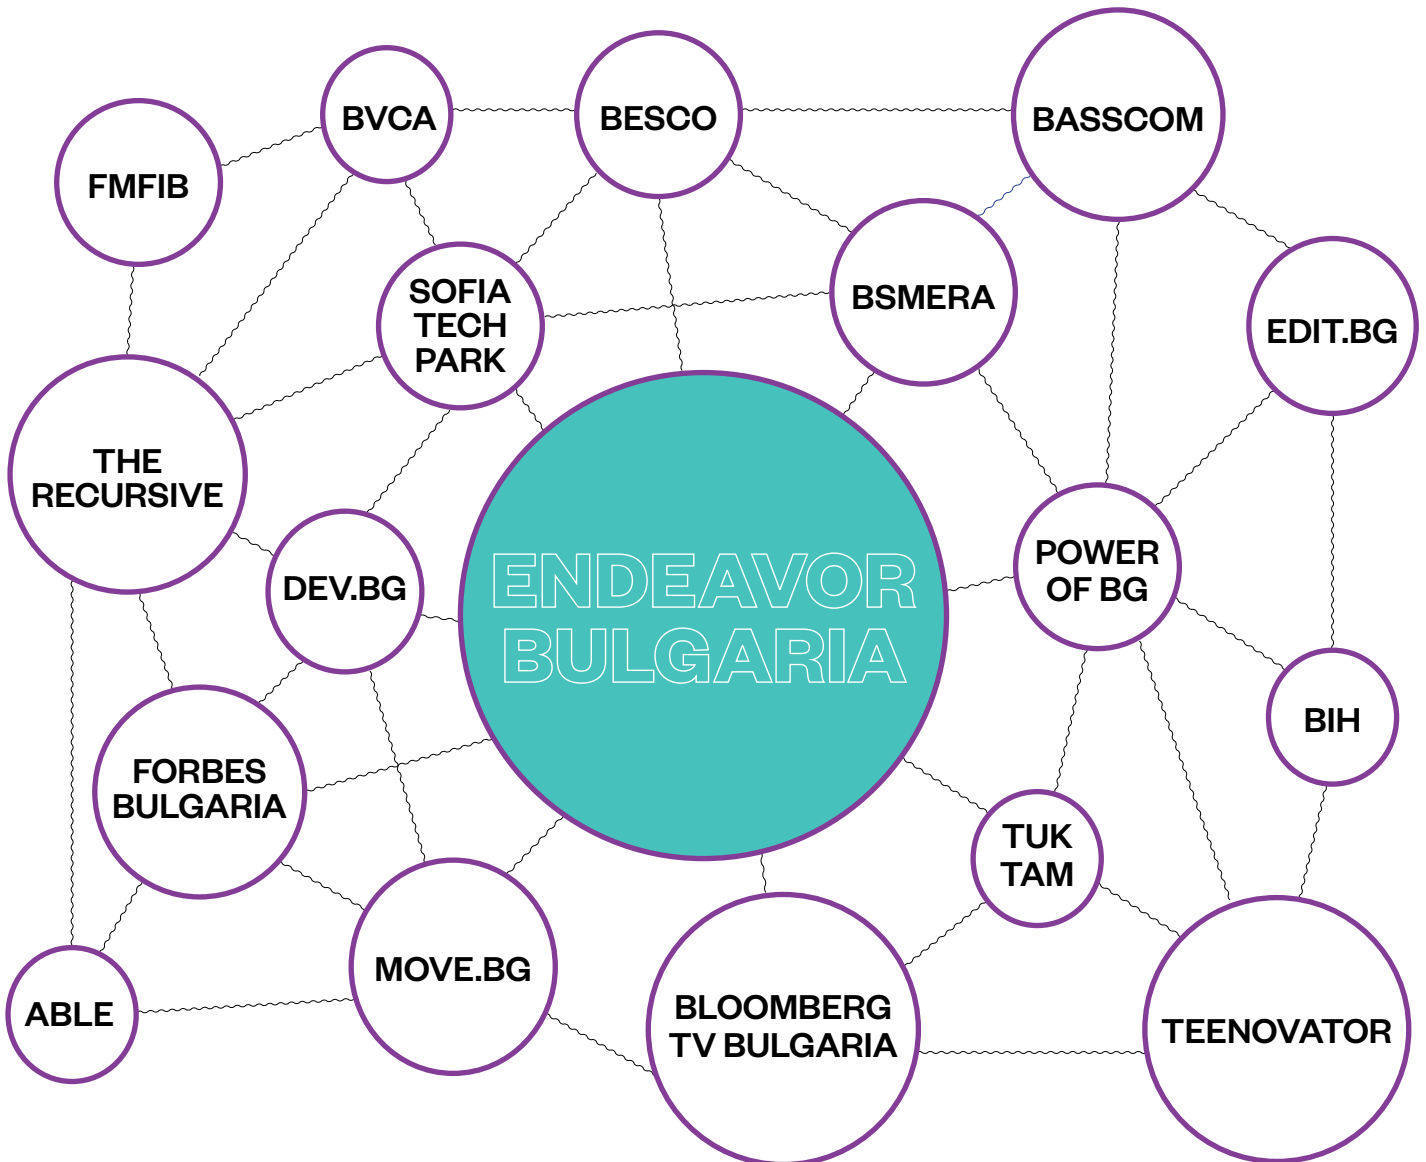 BVCA
BESCO
BASSCOM
FMFIB
SOFIA
TECH
PARK
BSMERA
EDIT.BG
THE
RECURSIVE
DEV.BG
ENDEAVOR
BULGARIA
POWER
OF BG
BIH
FORBES
BULGARIA
TUK
TAM
MOVE.BG
ABLE
BLOOMBERG
TV BULGARIA
TEENOVATOR